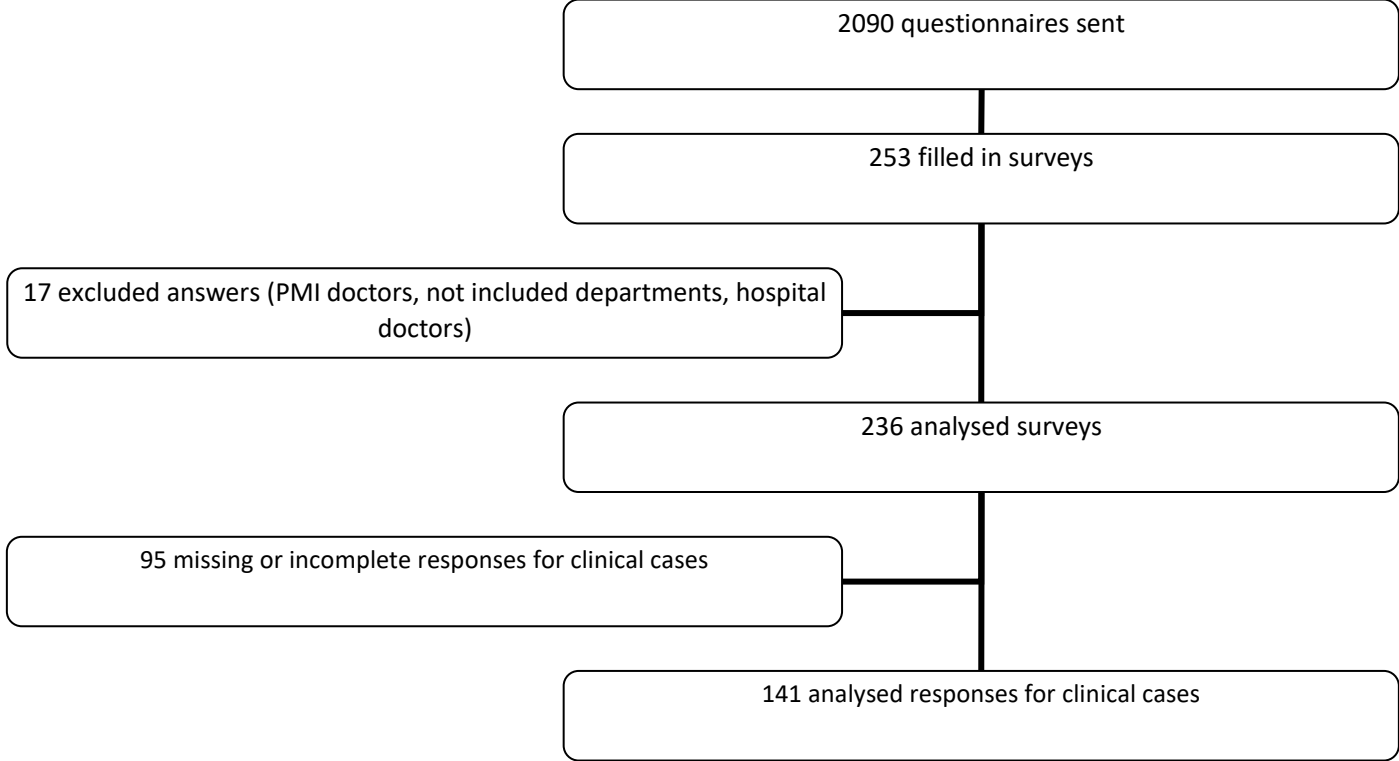 2090 questionnaires sent
253 filled in surveys
17 excluded answers (PMI doctors, not included departments, hospital
doctors)
236 analysed surveys
95 missing or incomplete responses for clinical cases
141 analysed responses for clinical cases